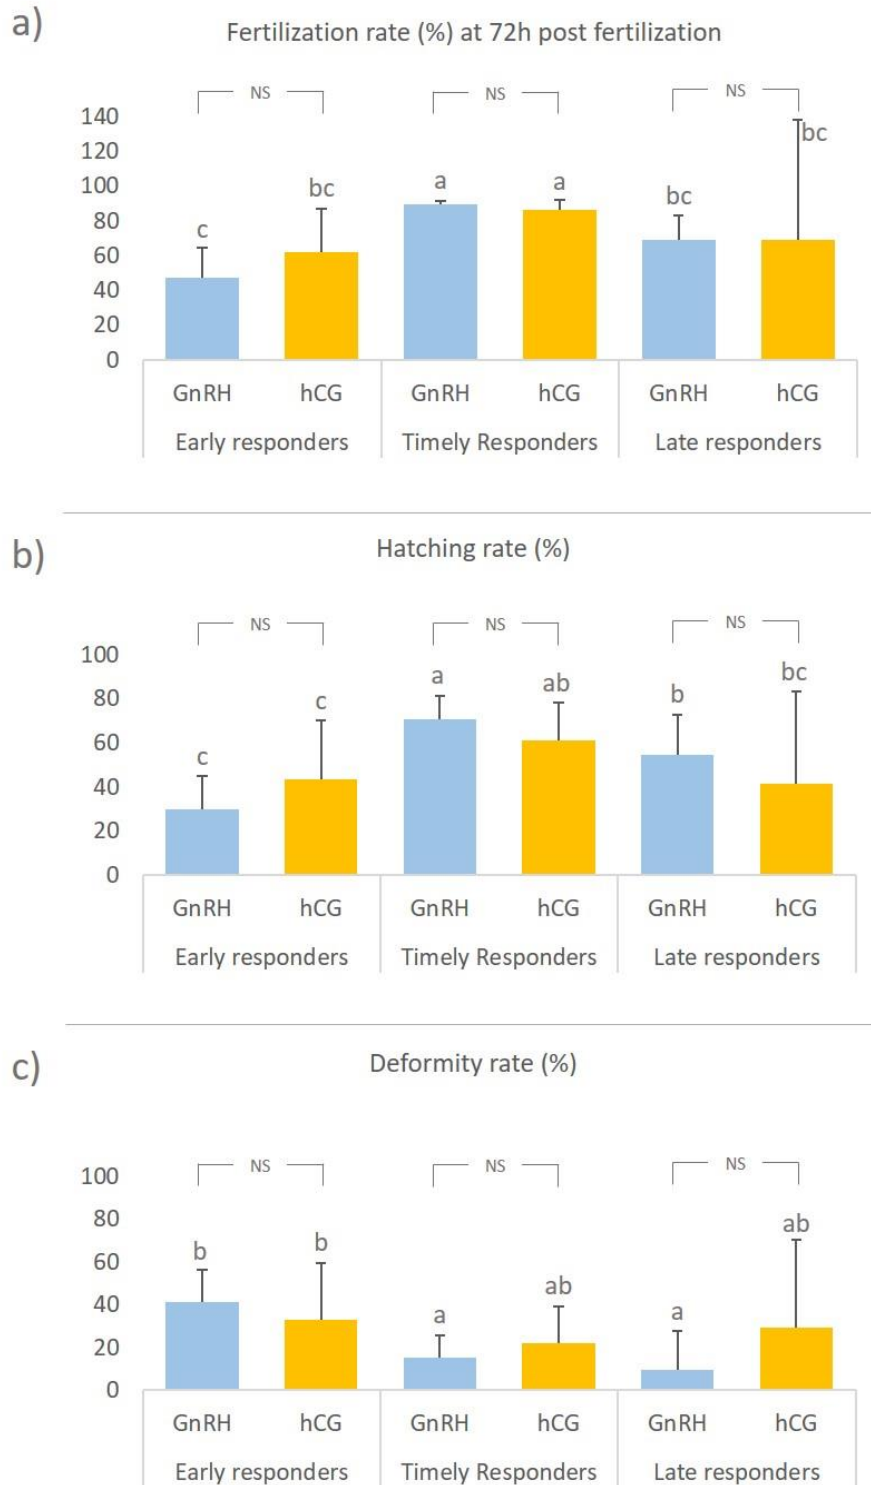 a)
Fertilization rate (%) at 72h post fertilization
NS NS NS
140
120
100
80
60
40
20
0
c bc a a bc bc
GnRH hCG GnRH hCG GnRH hCG
Early responders Timely Responders Late responders
b)
Hatching rate (%)
NS NS NS
100
80
60
40
20
0
c c a ab b bc
GnRH hCG GnRH hCG GnRH hCG
Early responders Timely Responders Late responders
c)
Deformity rate (%)
NS NS NS
100
80
60
40
20
0
b b a ab a ab
GnRH hCG GnRH hCG GnRH hCG
Early responders Timely Responders Late responders